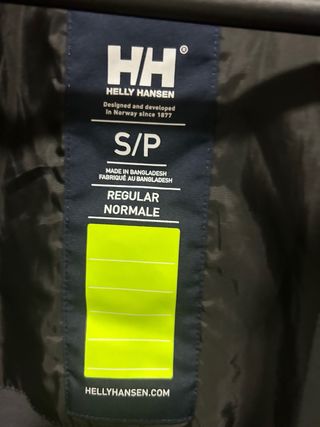 HH®
HELLY HANSEN
Designed and developed
in Norway since 1877
S/P
MADE IN BANGLADESH
FABRIQUÉ AU BANGLADESH
REGULAR
NORMALE
HELLYHANSEN.COM